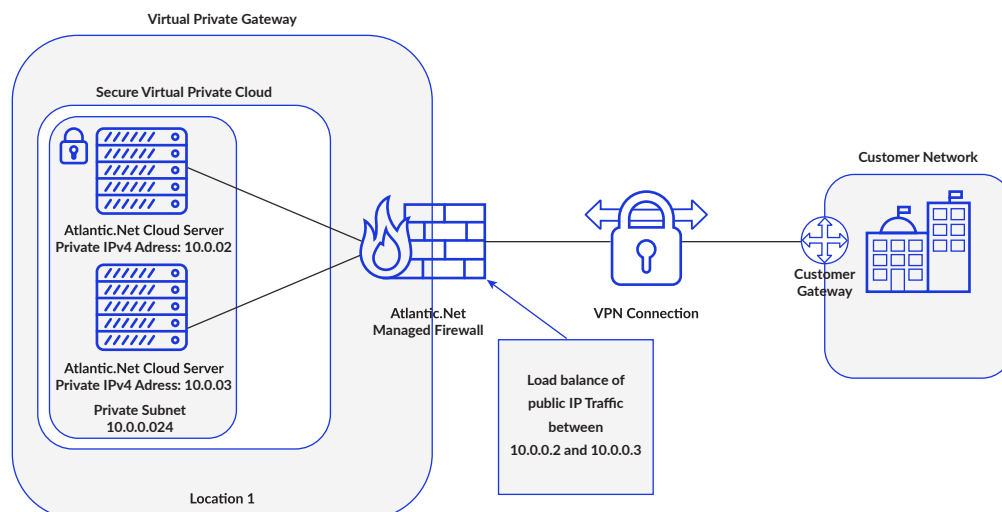 Virtual Private Gateway
Secure Virtual Private Cloud
Atlantic.Net Cloud Server
Private IPv4 Adress: 10.0.02
Atlantic.Net Cloud Server
Private IPv4 Adress: 10.0.03
Private Subnet
10.0.0.024
Location 1
Atlantic.Net
Managed Firewall
Load balance of
public IP Traffic
between
10.0.0.2 and 10.0.0.3
VPN Connection
Customer Network
Customer
Gateway